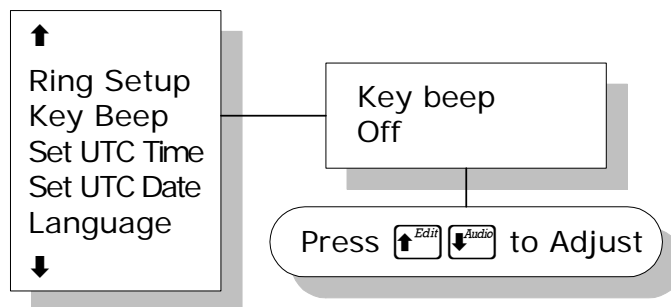 Ring Setup
Key Beep
Set UTC Time
Set UTC Date
Language
Key beep
Off
Press Edit Audio to Adjust